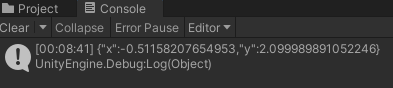 Project
Console
Clear
Collapse
Error Pause
Editor
[00:08:41] {"x":-0.51158207654953,"y":2.099989891052246}
UnityEngine.Debug:Log(Object)